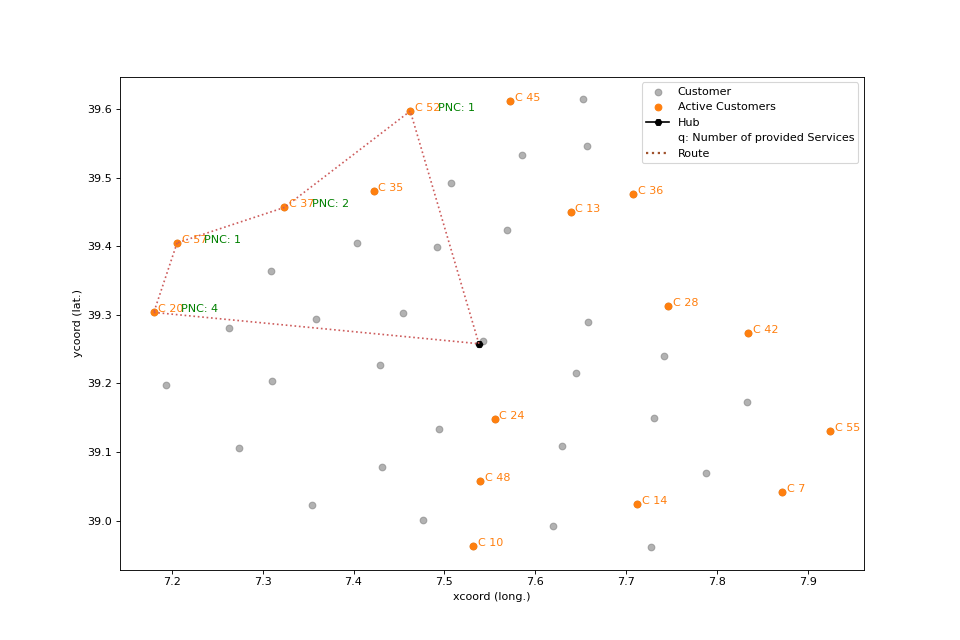 Customer
Active Customers
Hub
q: Number of provided Services
Route
C 45
C 52 PNC: 1
C 35
C 36
C 13
C 37 PNC: 2
C 57 PNC: 1
C 20 PNC: 4
C 28
C 42
C 24
C 55
C 48
C 7
C 14
C 10
39.6
39.5
39.4
39.3
39.2
39.1
39.0
ycoord (lat.)
7.2 7.3 7.4 7.5 7.6 7.7 7.8 7.9
xcoord (long.)